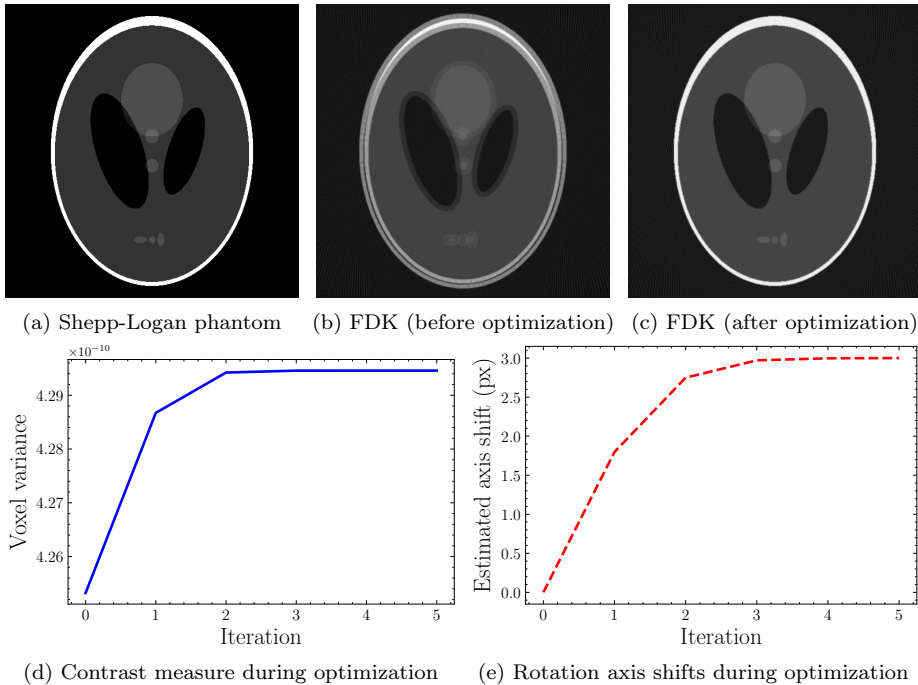 (a) Shepp-Logan phantom
(b) FDK (before optimization)
(c) FDK (after optimization)
×10⁻¹⁰
4.29
4.28
4.27
4.26
Voxel variance
0 1 2 3 4 5
Iteration
(d) Contrast measure during optimization
3.0
2.5
2.0
1.5
1.0
0.5
0.0
Estimated axis shift (px)
0 1 2 3 4 5
Iteration
(e) Rotation axis shifts during optimization